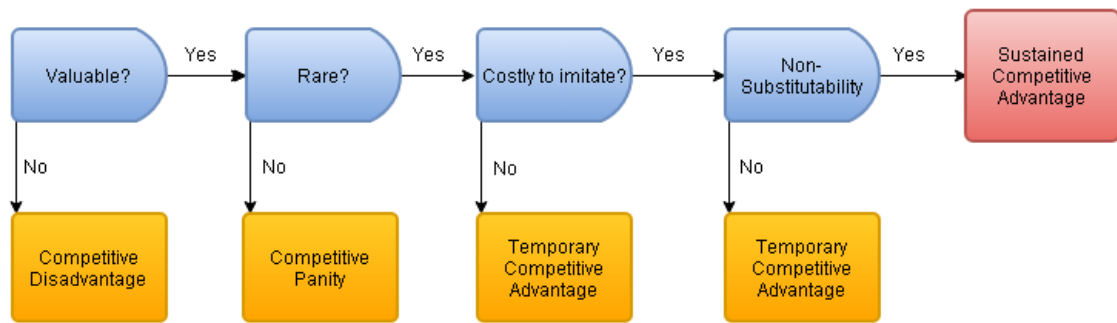 Valuable?
Yes
Rare?
Yes
Costly to imitate?
Yes
Non-
Substitutability
Yes
Sustained
Competitive
Advantage
No
No
No
No
Competitive
Disadvantage
Competitive
Panity
Temporary
Competitive
Advantage
Temporary
Competitive
Advantage